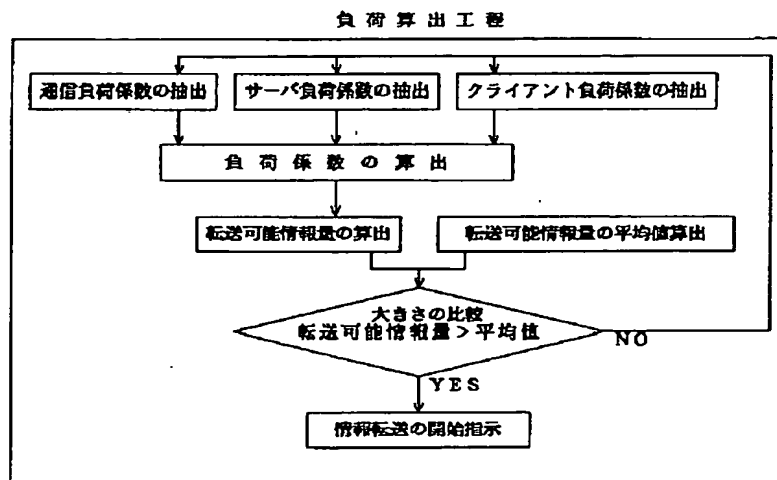 負荷算出工程
通信負荷係数の抽出
サーバ負荷係数の抽出
クライアント負荷係数の抽出
負荷係数の算出
転送可能情報量の算出
転送可能情報量の平均値算出
大きさの比較
転送可能情報量＞平均値
NO
YES
情報転送の開始指示